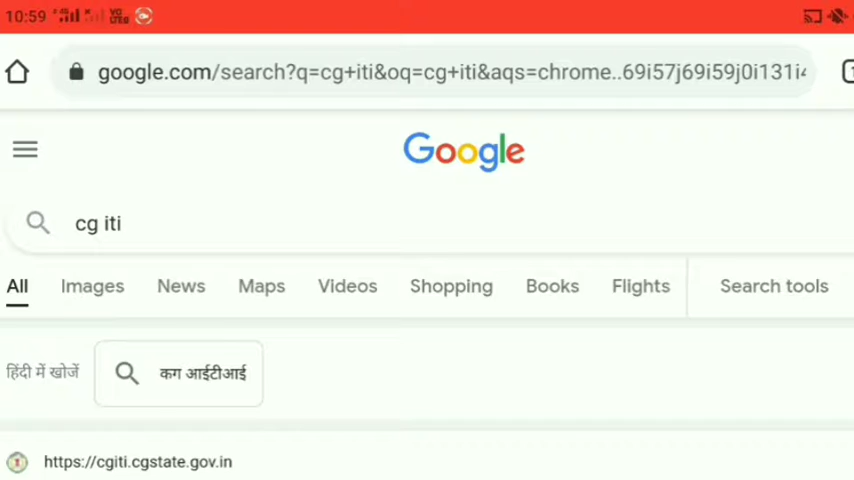 10:59
google.com/search?q=cg+iti&oq=cg+iti&aqs=chrome..69i57j69i59j0i131i4
Google
cg iti
All Images News Maps Videos Shopping Books Flights Search tools
हिंदी में खोजें कग आईटीआई
https://cgiti.cgstate.gov.in